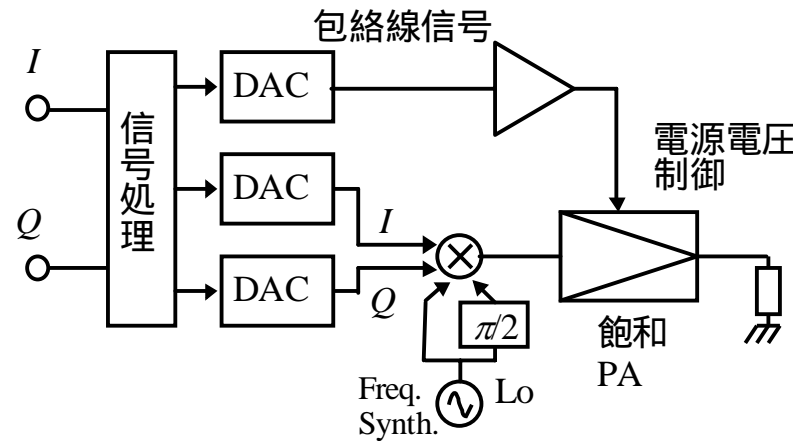 包絡線信号
I
DAC
信号処理
電源電圧
制御
DAC
I
Q
DAC
Q
π/2
飽和
PA
Freq.
Synth.
Lo